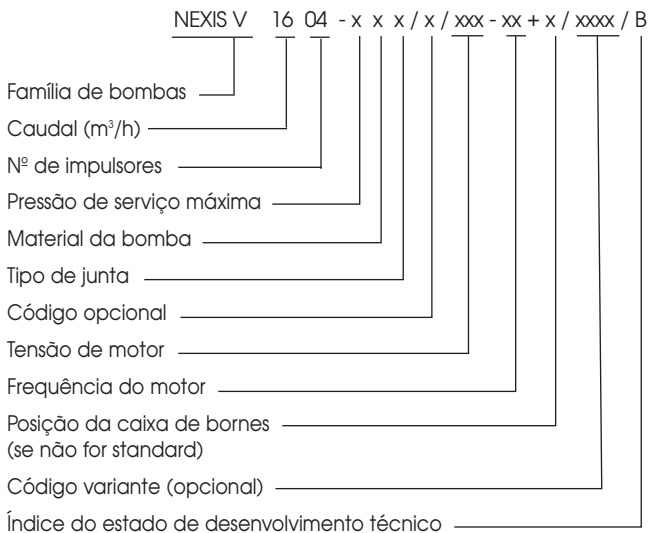 NEXIS V 16 04 - x x x / x / xxx - xx + x / xxxx / B
Família de bombas
Caudal (m³/h)
Nº de impulsores
Pressão de serviço máxima
Material da bomba
Tipo de junta
Código opcional
Tensão de motor
Frequência do motor
Posição da caixa de bornes
(se não for standard)
Código variante (opcional)
Índice do estado de desenvolvimento técnico